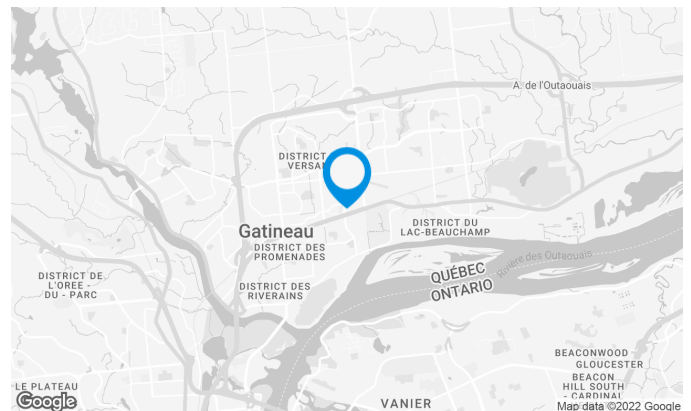 A. de l'Outaouais
DISTRICT
VERSAN
Gatineau
DISTRICT DES
PROMENADES
DISTRICT DU
LAC-BEAUCHAMP
Rivière des Outaouais
QUÉBEC
ONTARIO
DISTRICT DE
L'OREE -
DU - PARC
DISTRICT DES
RIVERAINS
BEACONWOOD
GLOUCESTER
BEACON
HILL SOUTH
- CARDINAL
LE PLATEAU
VANIER
Google
Map data ©2022 Google